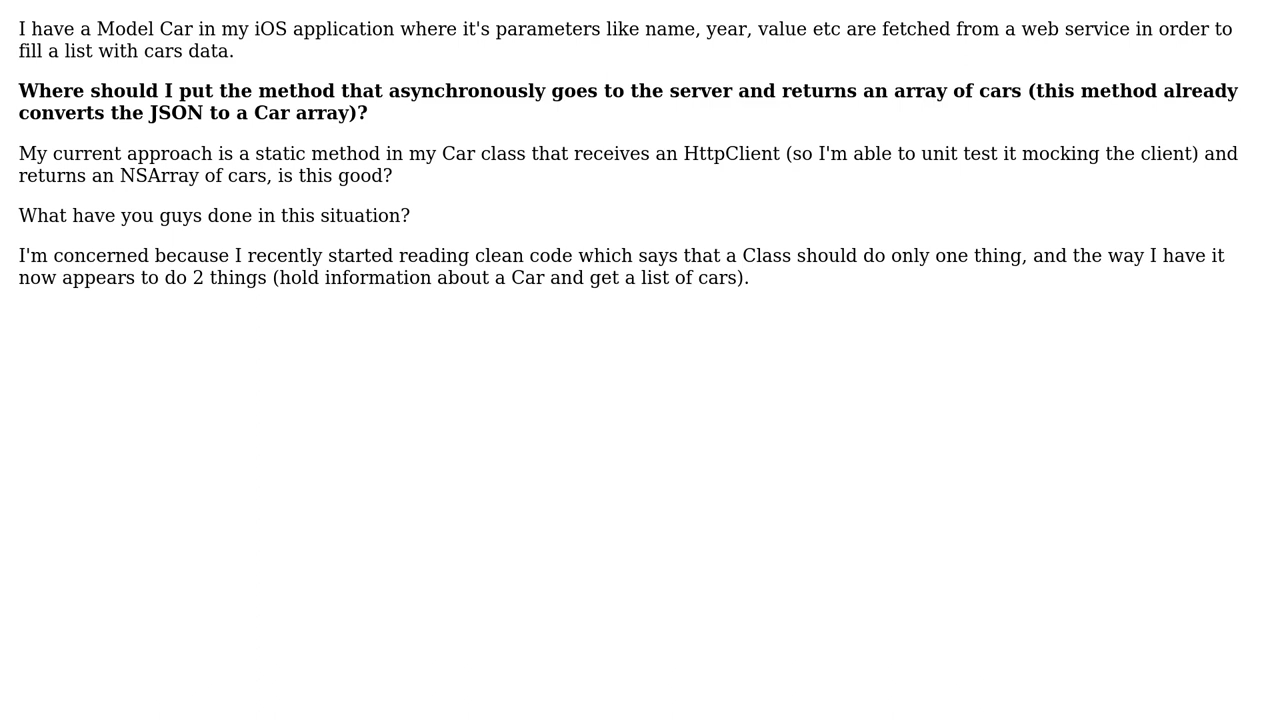 I have a Model Car in my iOS application where it's parameters like name, year, value etc are fetched from a web service in order to
fill a list with cars data.
Where should I put the method that asynchronously goes to the server and returns an array of cars (this method already
converts the JSON to a Car array)?
My current approach is a static method in my Car class that receives an HttpClient (so I'm able to unit test it mocking the client) and
returns an NSArray of cars, is this good?
What have you guys done in this situation?
I'm concerned because I recently started reading clean code which says that a Class should do only one thing, and the way I have it
now appears to do 2 things (hold information about a Car and get a list of cars).